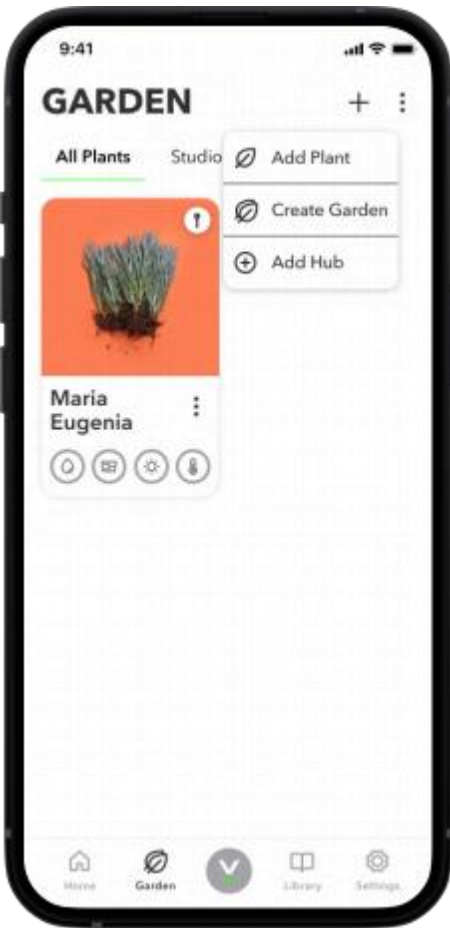 9:41
GARDEN
All Plants Studio
Add Plant
Create Garden
Add Hub
Maria
Eugenia
Home Garden Library Settings